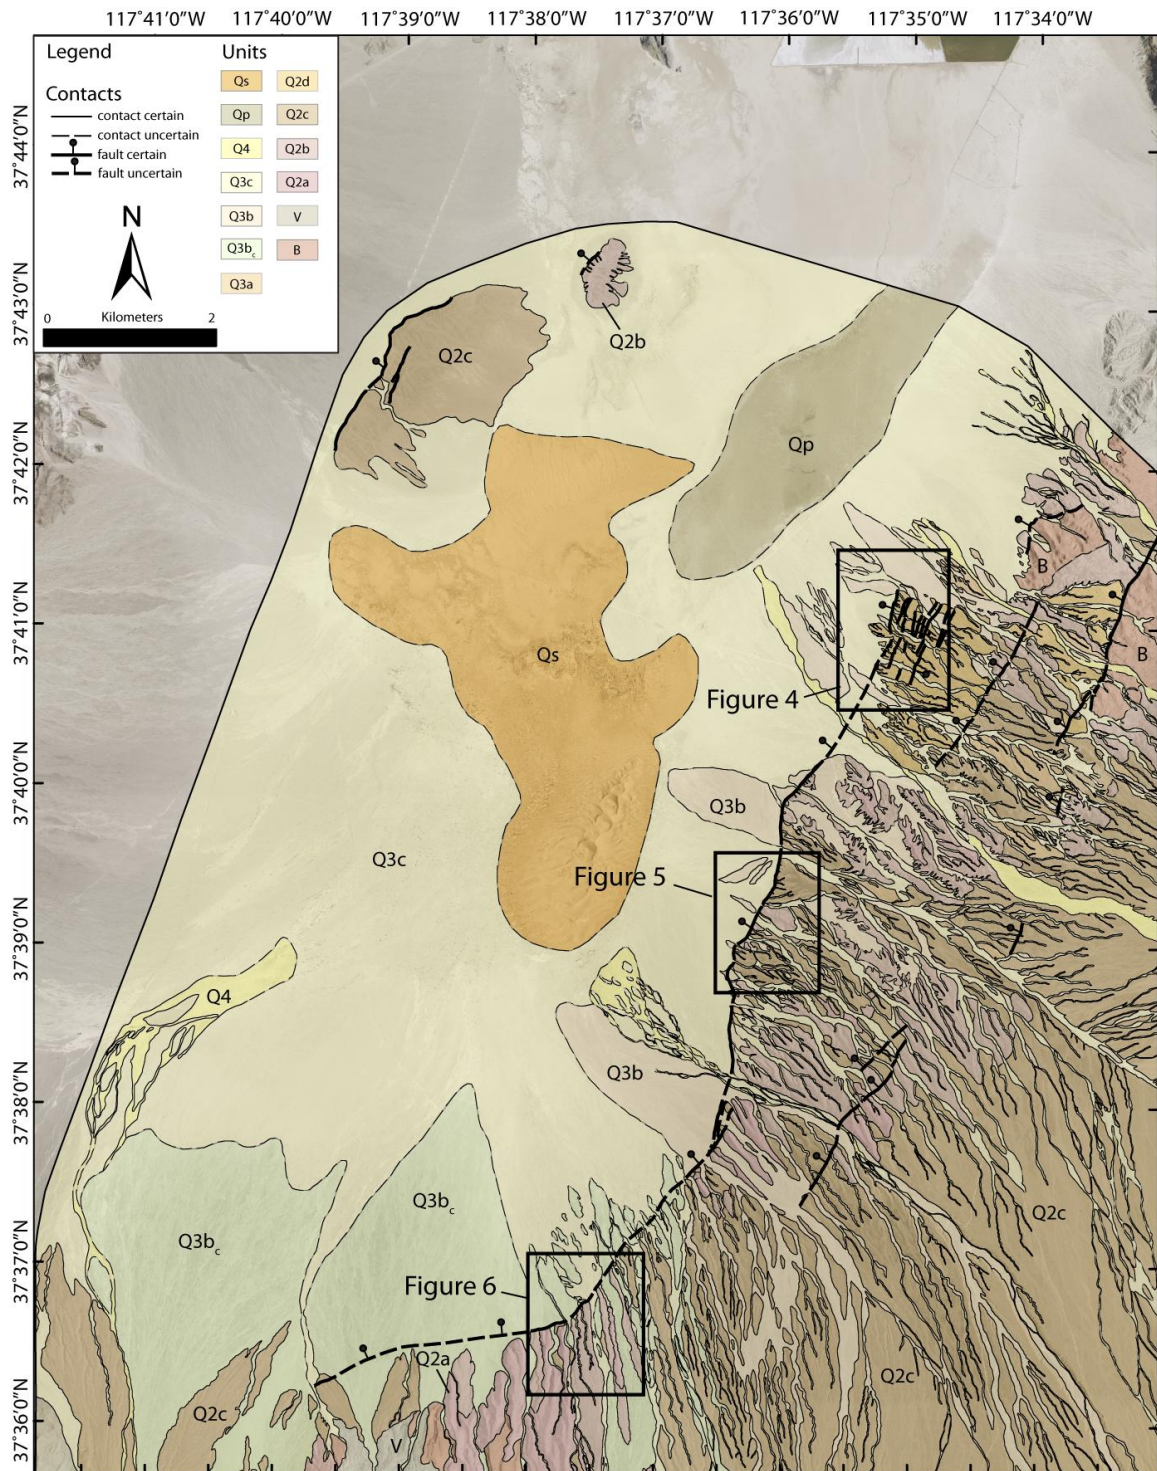 117°41'0"W 117°40'0"W 117°39'0"W 117°38'0"W 117°37'0"W 117°36'0"W 117°35'0"W 117°34'0"W
Legend
Units
Contacts
contact certain
contact uncertain
fault certain
fault uncertain
N
0 Kilometers 2
Qs Q2d
Qp Q2c
Q4 Q2b
Q3c Q2a
Q3b V
Q3bc B
Q3a
37°44'0"N
37°43'0"N
37°42'0"N
37°41'0"N
37°40'0"N
37°39'0"N
37°38'0"N
37°37'0"N
37°36'0"N
Q2b
Q2c
Qp
B
Qs
B
Figure 4
Q3b
Q3c
Figure 5
Q4
Q3b
Q3bc
Q2c
Q3bc
Figure 6
Q2a
Q2c
Q2c
V